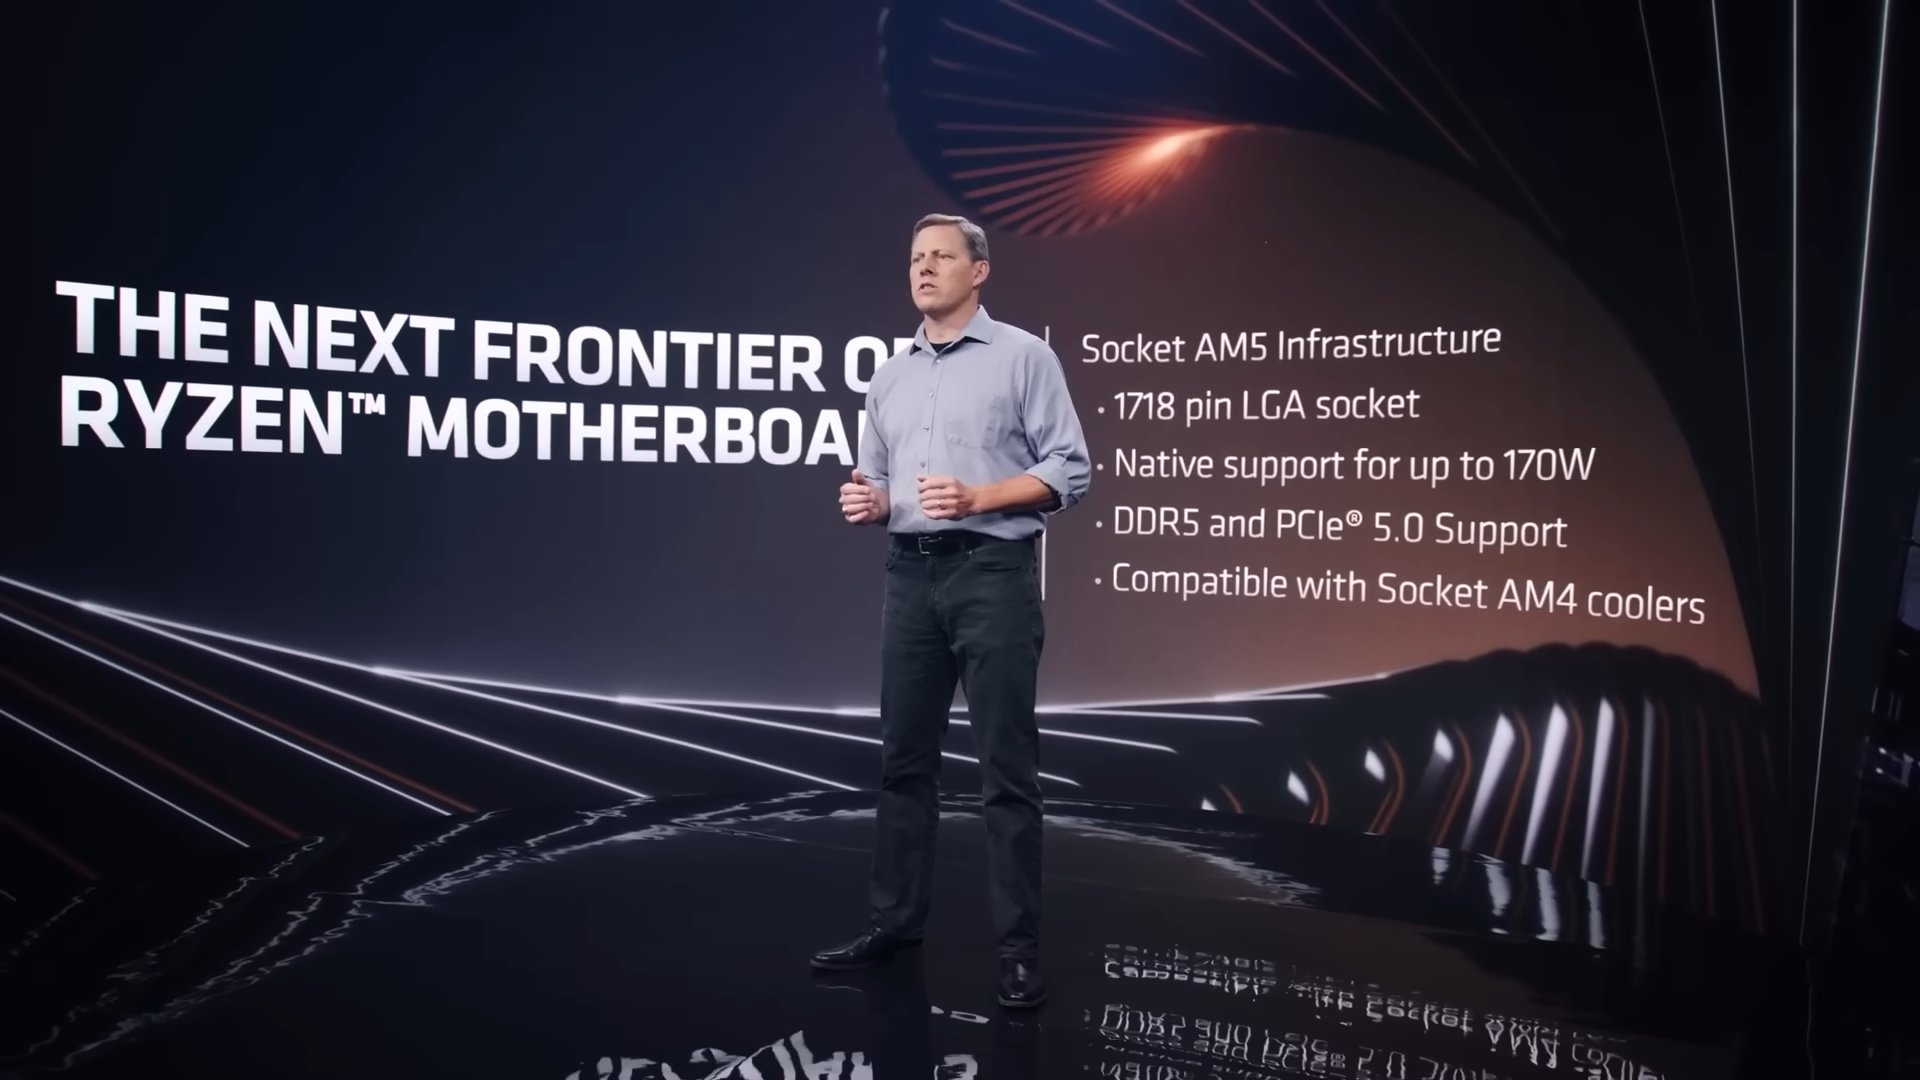 THE NEXT FRONTIER
RYZEN™
Socket AM5 Infrastructure
• 1718 pin LGA socket
• Native support for up to 170W
• DDR5 and PCIe® 5.0 Support
• Compatible with Socket AM4 coolers